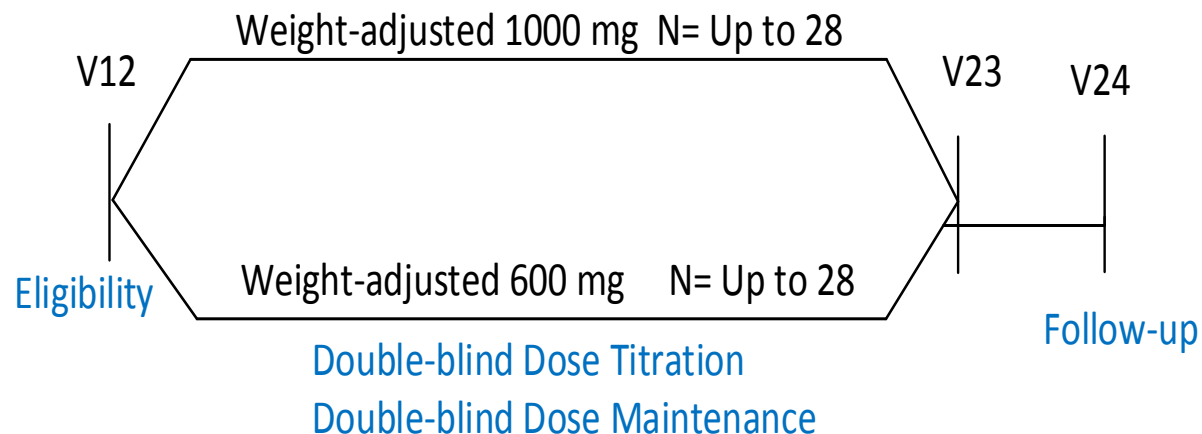 Weight-adjusted 1000 mg N= Up to 28
V12
V23
V24
Eligibility
Weight-adjusted 600 mg N= Up to 28
Follow-up
Double-blind Dose Titration
Double-blind Dose Maintenance